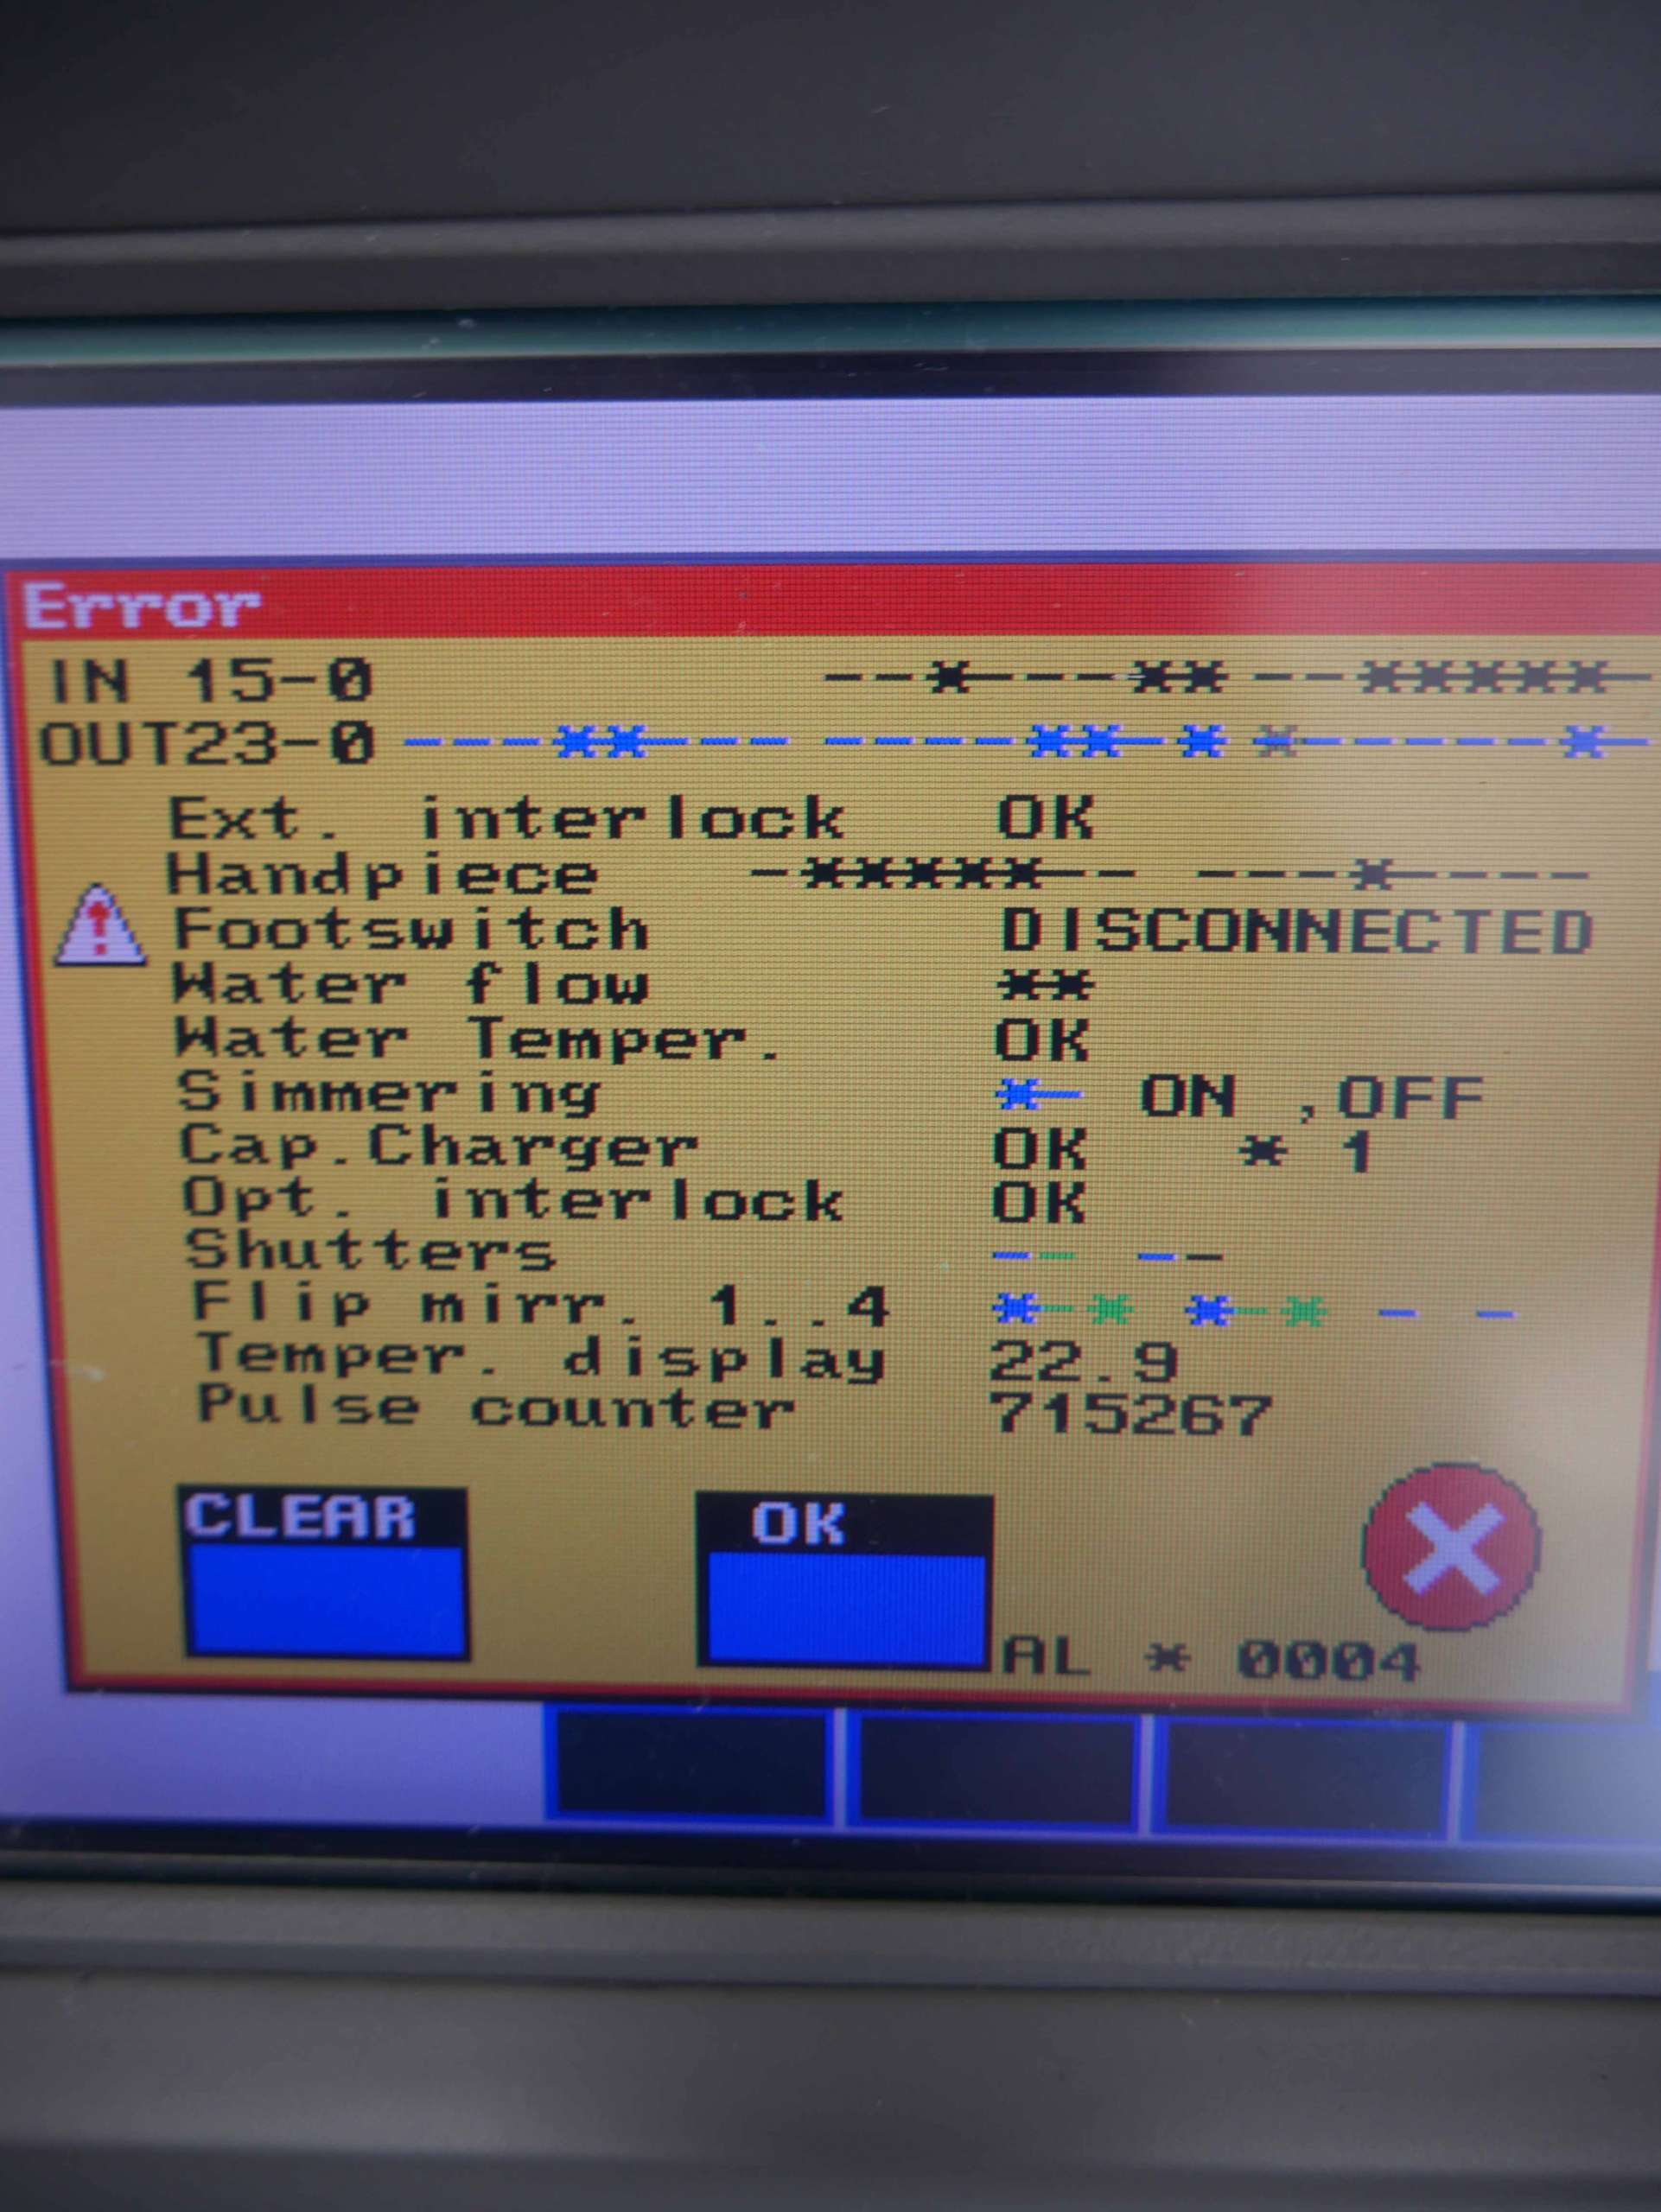 Error
IN 15-0 --*---**--*****-
OUT23-0 ---**--- ----**-* *-----*-
Ext. interlock OK
Handpiece -*****-- ---*----
Footswitch DISCONNECTED
Water flow **
Water Temper. OK
Simmering *- ON ,OFF
Cap.Charger OK * 1
Opt. interlock OK
Shutters -- --
Flip mirr. 1..4 *-* *-* - -
Temper. display 22.9
Pulse counter 715267
CLEAR OK
AL * 0004